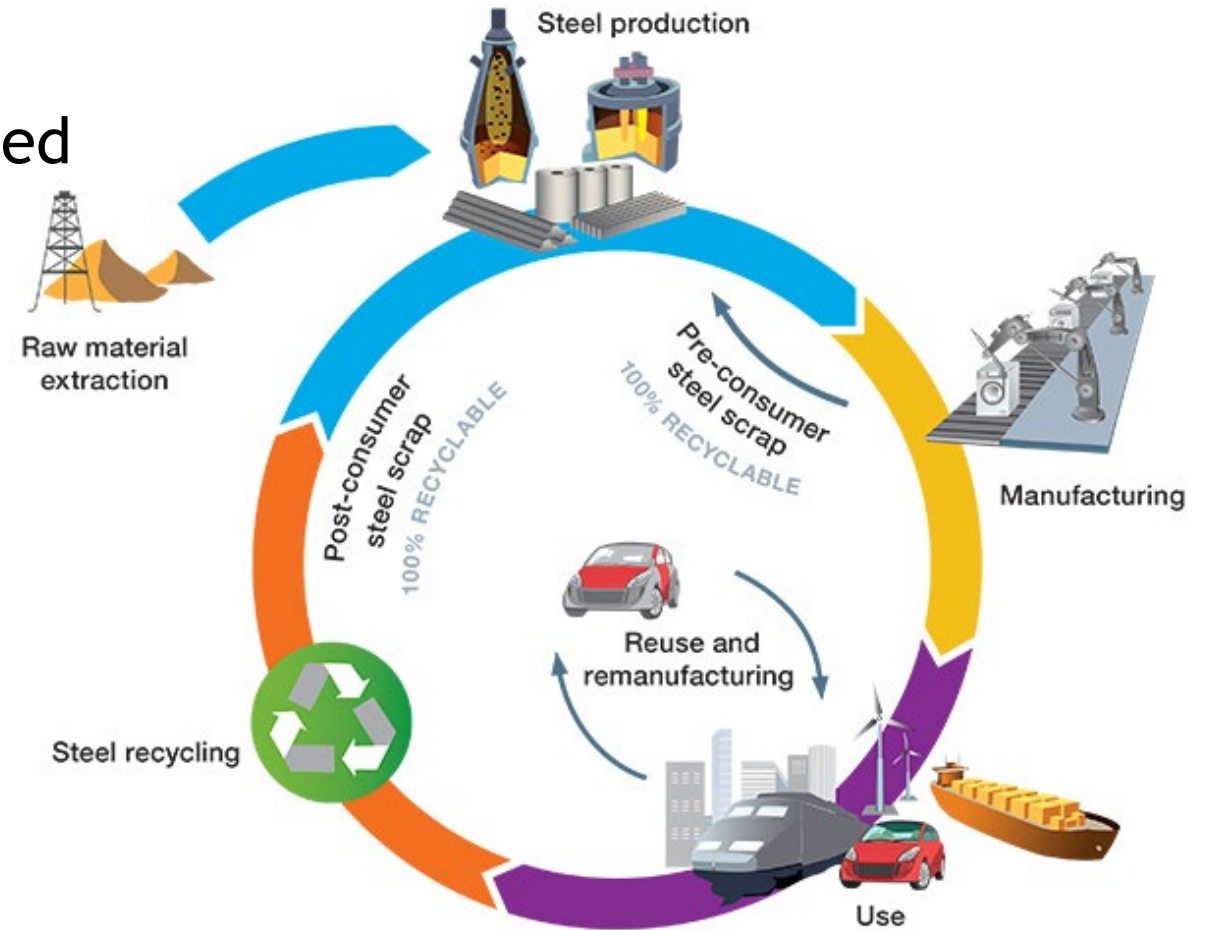 Steel production
ed
Raw material
extraction
Pre-consumer
steel scrap
100% RECYCLABLE
Post-consumer
steel scrap
100% RECYCLABLE
Manufacturing
Reuse and
remanufacturing
Steel recycling
Use